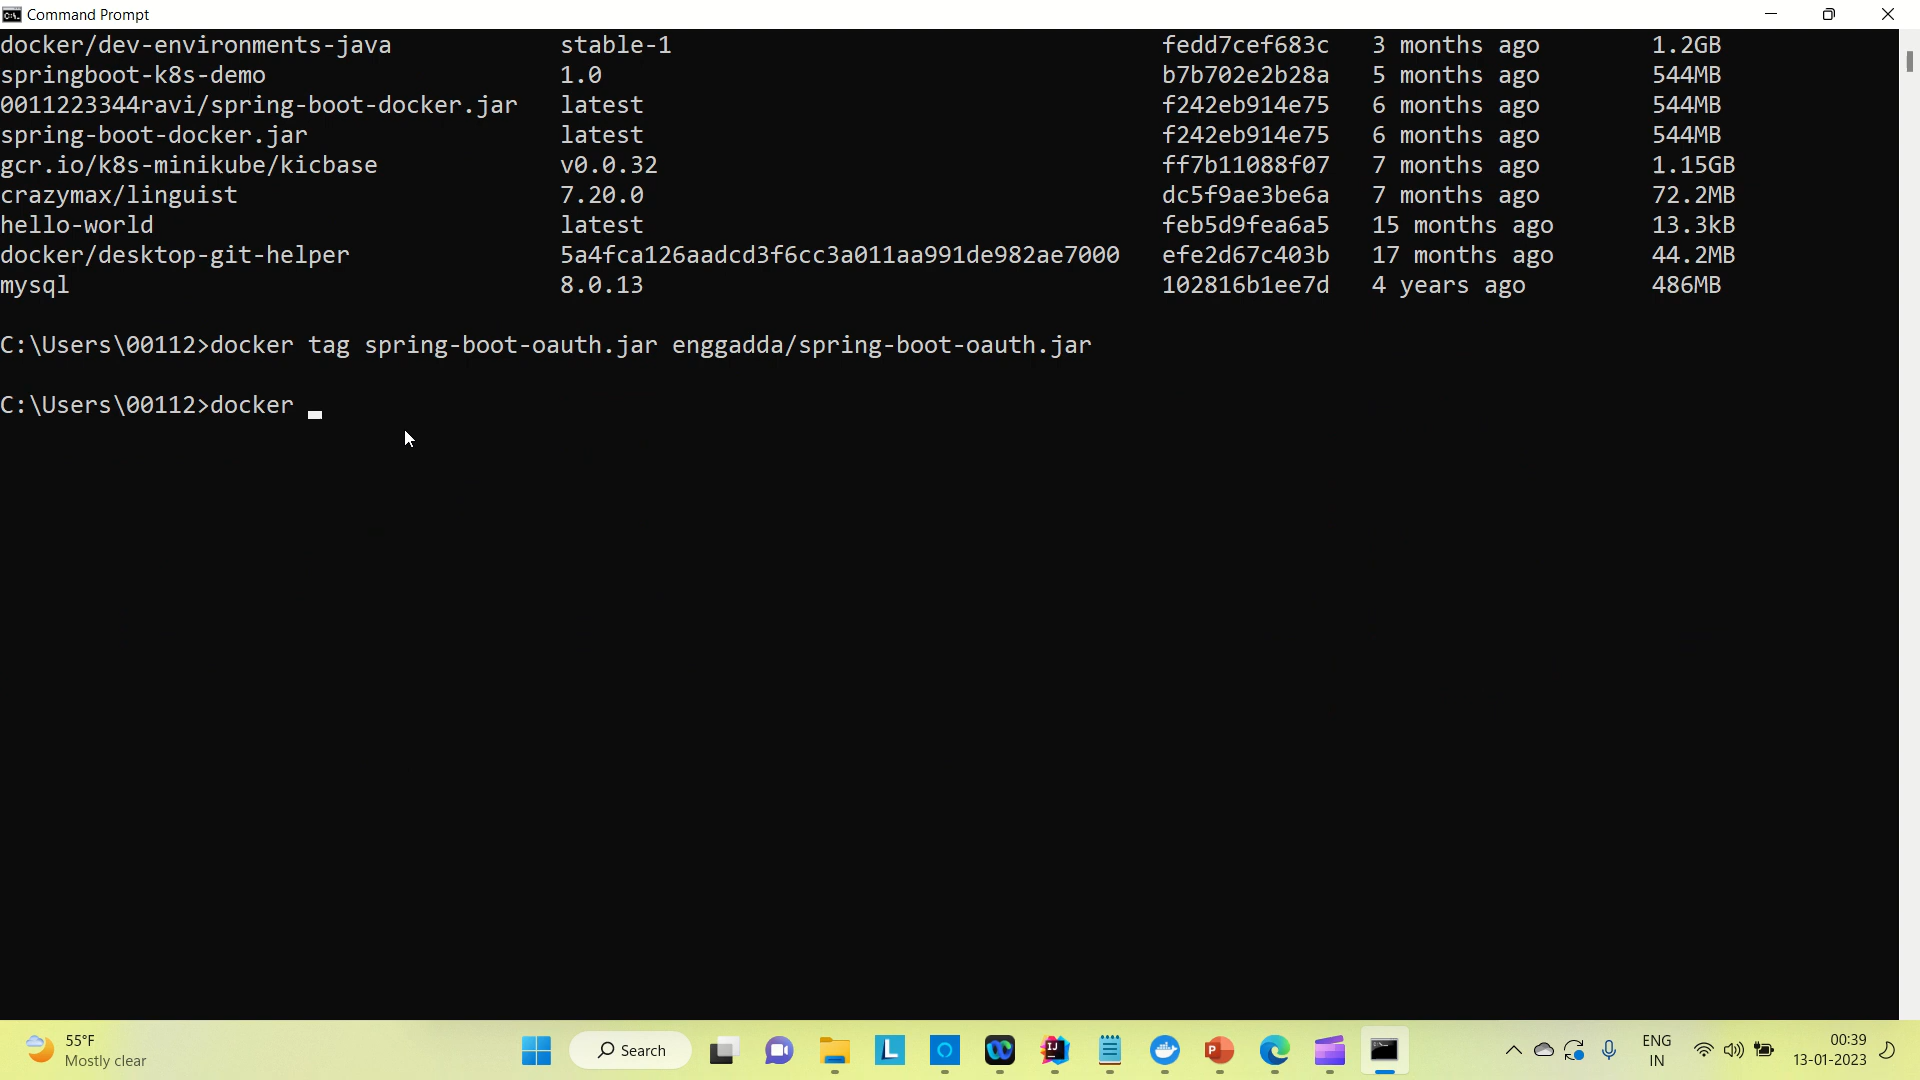 Command Prompt
docker/dev-environments-java stable-1 fedd7cef683c 3 months ago 1.2GB
springboot-k8s-demo 1.0 b7b702e2b28a 5 months ago 544MB
0011223344ravi/spring-boot-docker.jar latest f242eb914e75 6 months ago 544MB
spring-boot-docker.jar latest f242eb914e75 6 months ago 544MB
gcr.io/k8s-minikube/kicbase v0.0.32 ff7b11088f07 7 months ago 1.15GB
crazymax/linguist 7.20.0 dc5f9ae3be6a 7 months ago 72.2MB
hello-world latest feb5d9fea6a5 15 months ago 13.3kB
docker/desktop-git-helper 5a4fca126aadcd3f6cc3a011aa991de982ae7000 efe2d67c403b 17 months ago 44.2MB
mysql 8.0.13 102816b1ee7d 4 years ago 486MB
C:\Users\00112>docker tag spring-boot-oauth.jar enggadda/spring-boot-oauth.jar
C:\Users\00112>docker
55°F
Mostly clear
Search
ENG
IN
00:39
13-01-2023